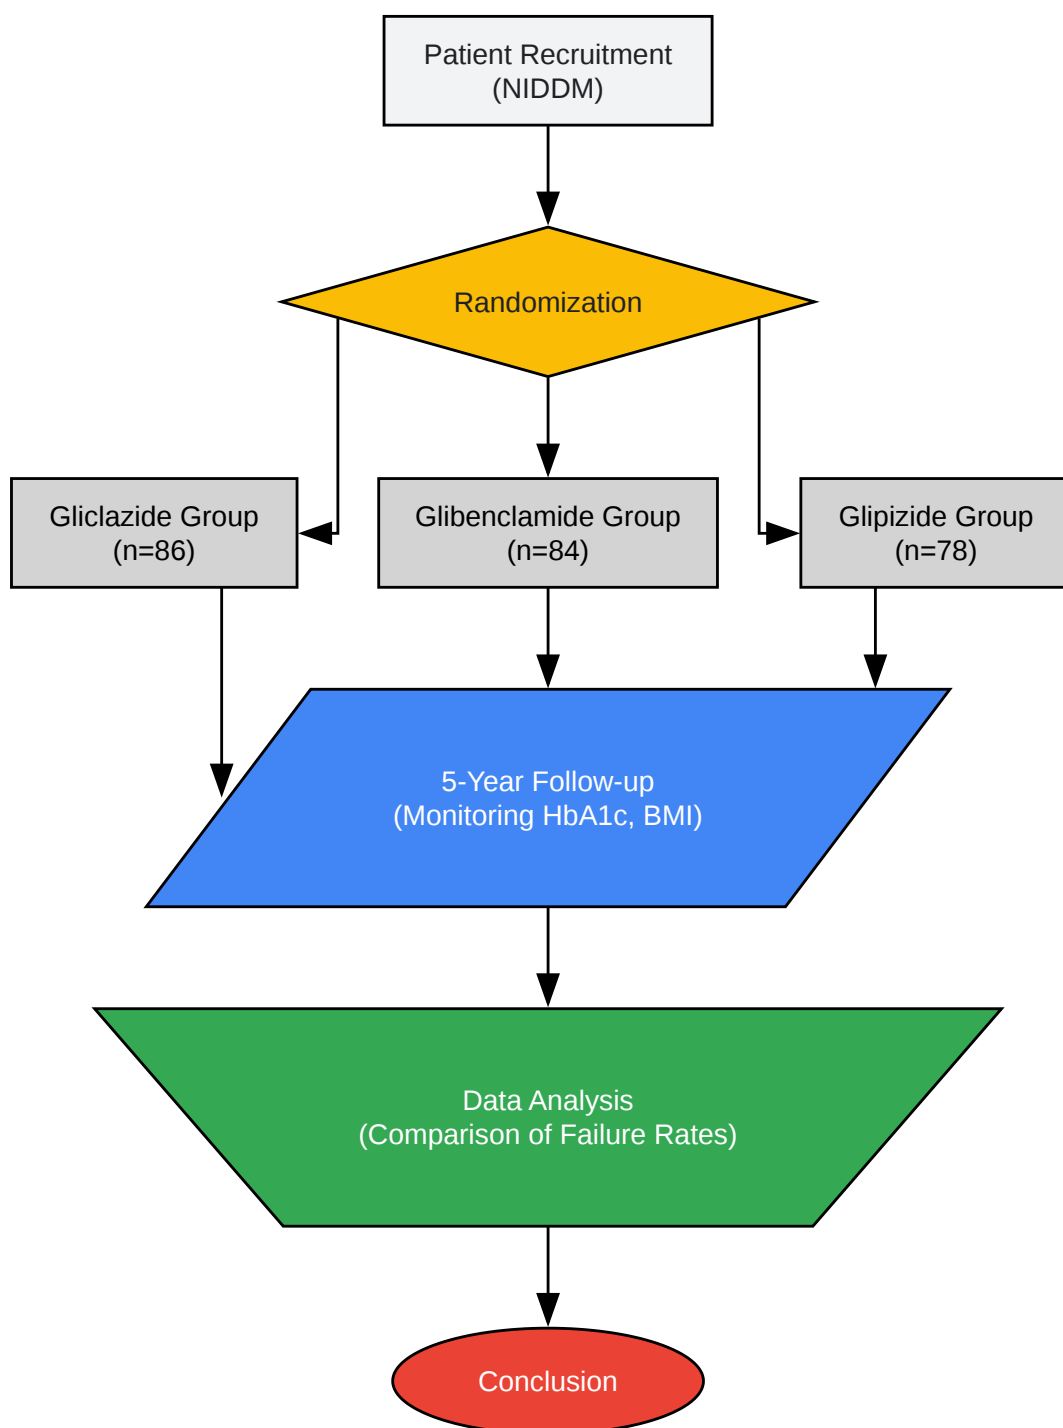 Patient Recruitment
(NIDDM)
Randomization
Gliclazide Group
(n=86)
Glibenclamide Group
(n=84)
Glipizide Group
(n=78)
5-Year Follow-up
(Monitoring HbA1c, BMI)
Data Analysis
(Comparison of Failure Rates)
Conclusion